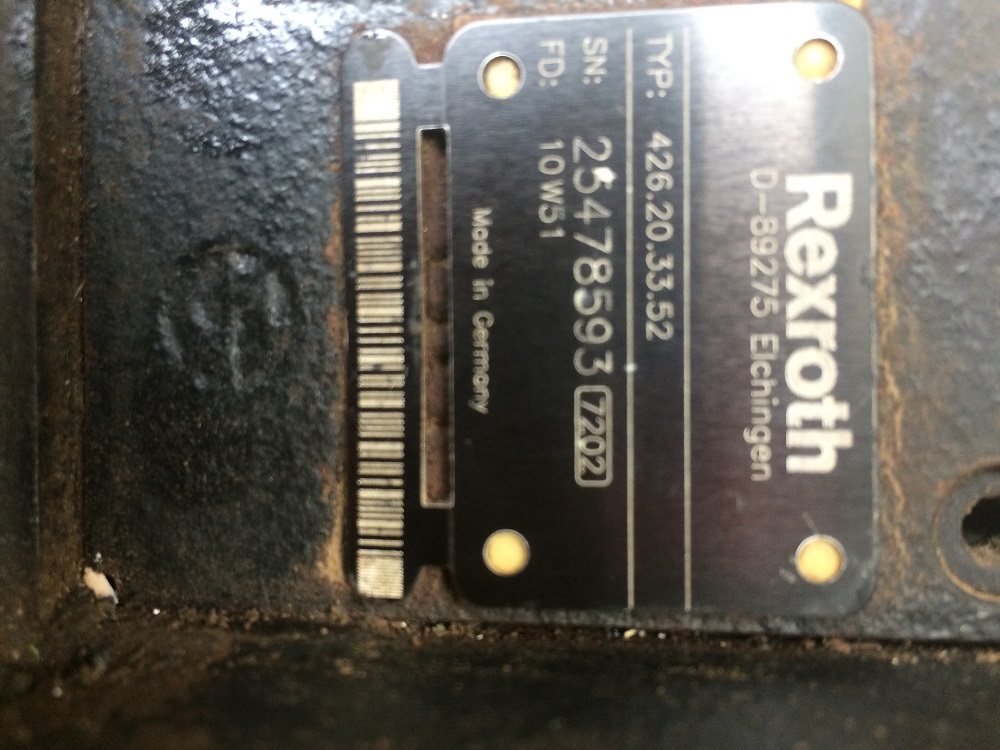 Rexroth
D-89275 Elchingen
TYP: 426.20.33.52
SN: 25478593 7202
FD: 10W51
Made in Germany